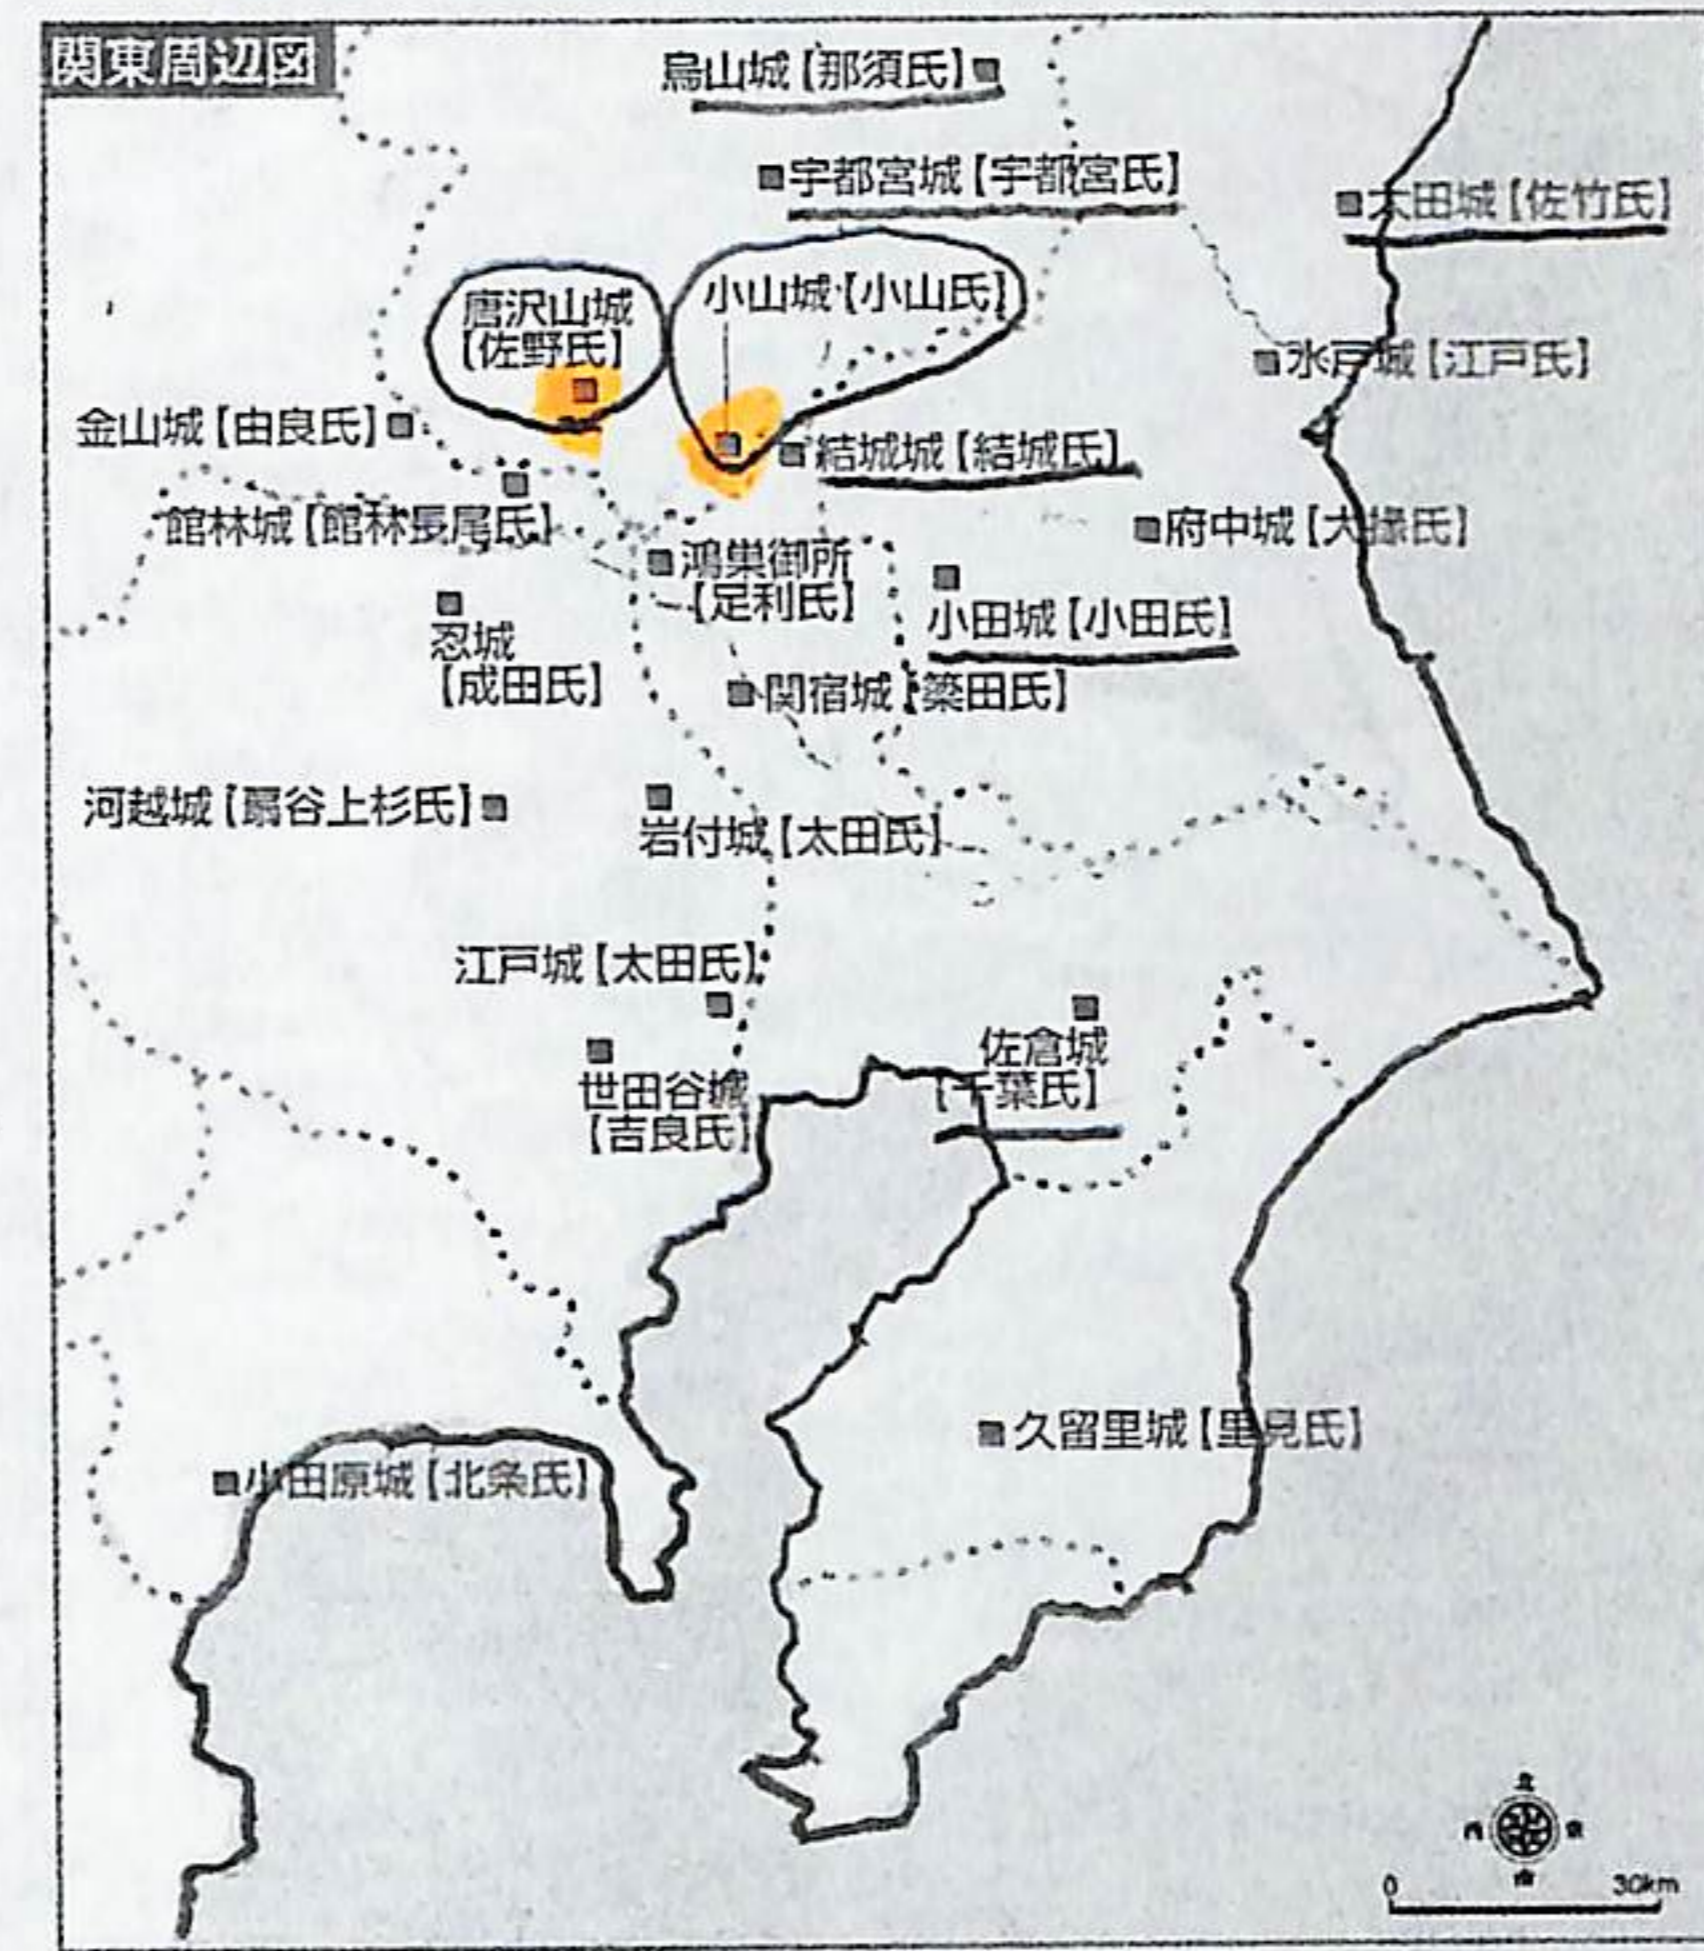 関東周辺図
烏山城【那須氏】
宇都宮城【宇都宮氏】
太田城【佐竹氏】
唐沢山城
【佐野氏】
小山城【小山氏】
水戸城【江戸氏】
金山城【由良氏】
結城城【結城氏】
館林城【館林長尾氏】
府中城【大掾氏】
鴻巣御所
【足利氏】
小田城【小田氏】
忍城
【成田氏】
関宿城【簗田氏】
河越城【扇谷上杉氏】
岩付城【太田氏】
江戸城【太田氏】
佐倉城
【千葉氏】
世田谷城
【吉良氏】
久留里城【里見氏】
小田原城【北条氏】
北
西 東
南
0 30km